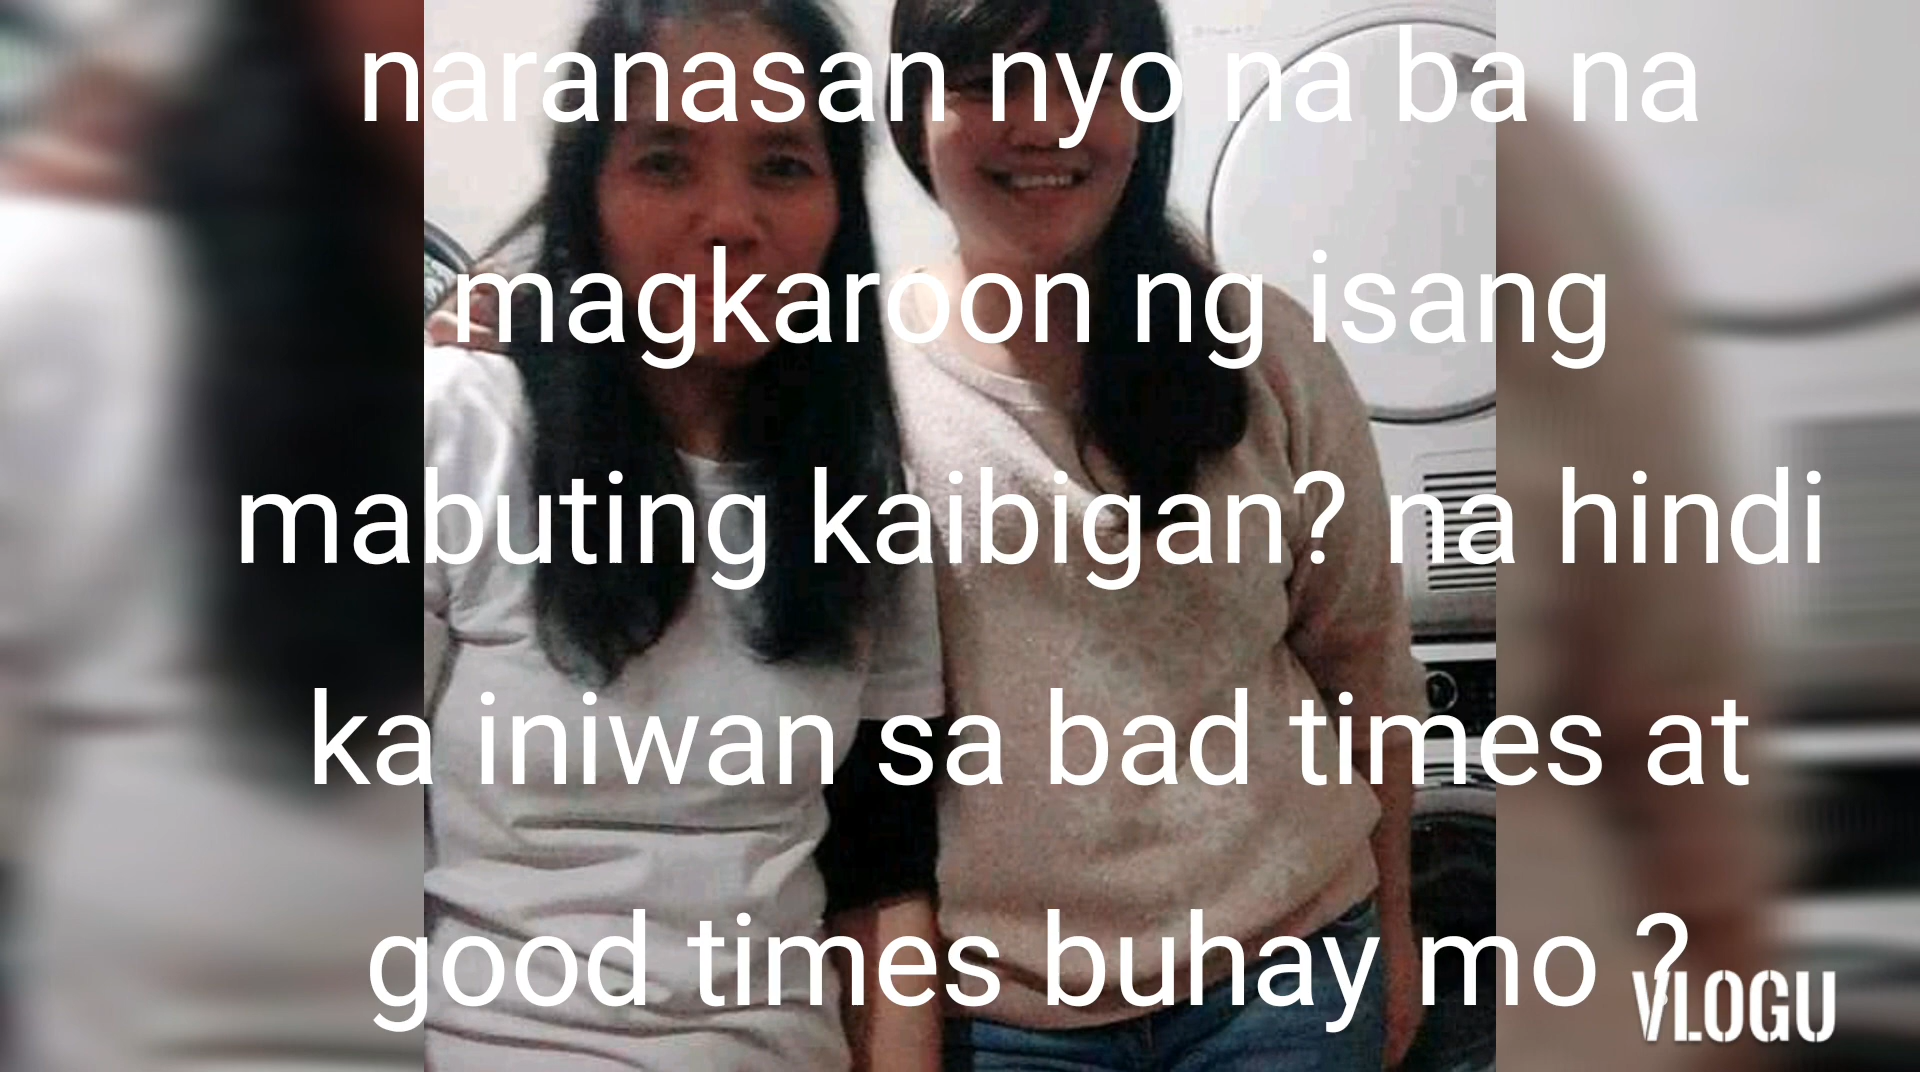 naranasan nyo na ba na
magkaroon ng isang
mabuting kaibigan? na hindi
ka iniwan sa bad times at
good times buhay mo ?
VLOGU